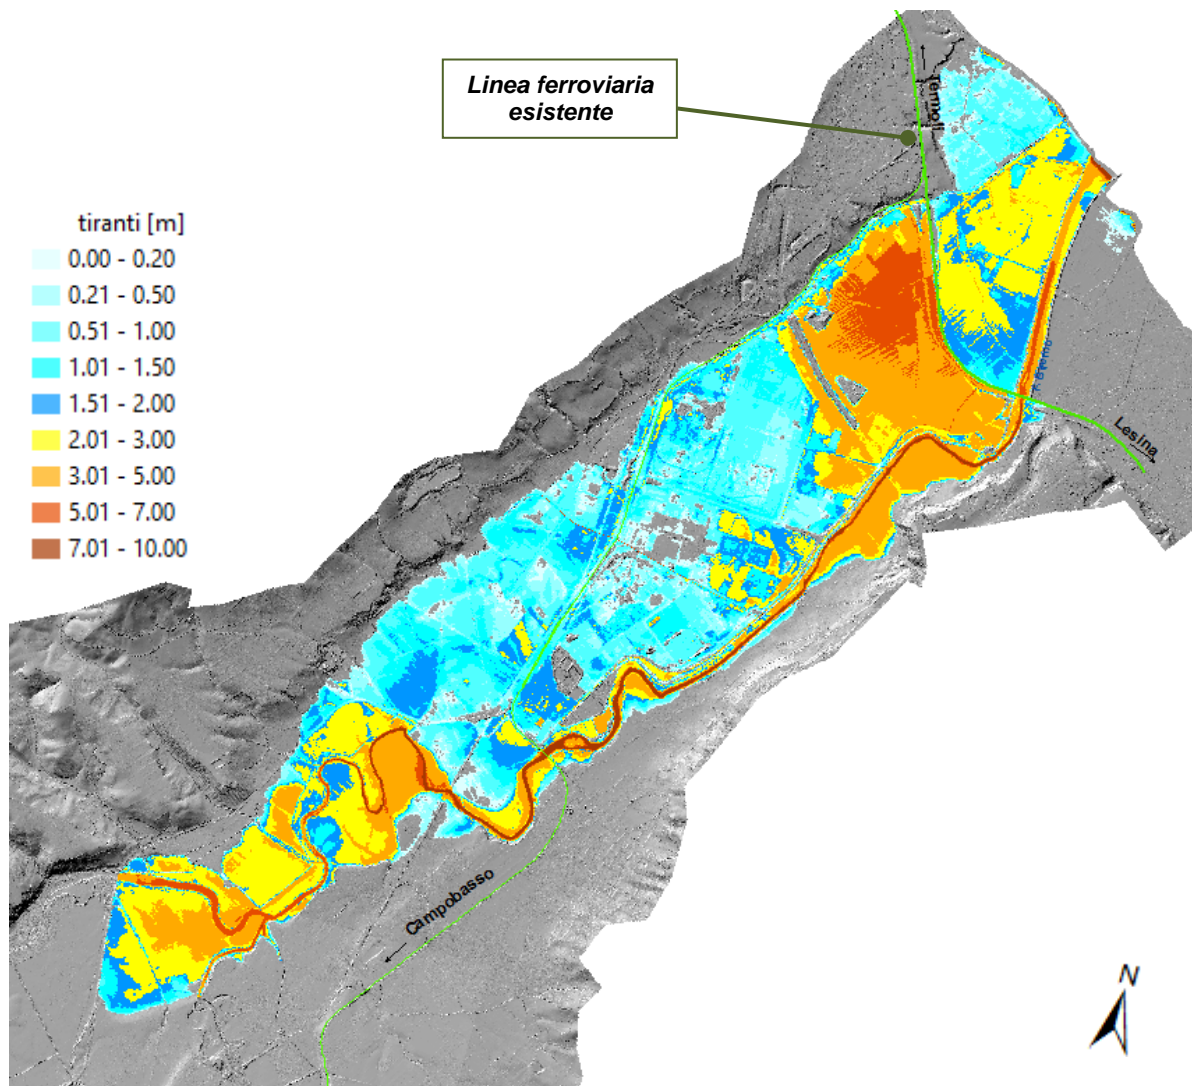 Linea ferroviaria
esistente
Termoli
tiranti [m]
0.00 - 0.20
0.21 - 0.50
0.51 - 1.00
1.01 - 1.50
1.51 - 2.00
2.01 - 3.00
3.01 - 5.00
5.01 - 7.00
7.01 - 10.00
Lesina
Campobasso
N